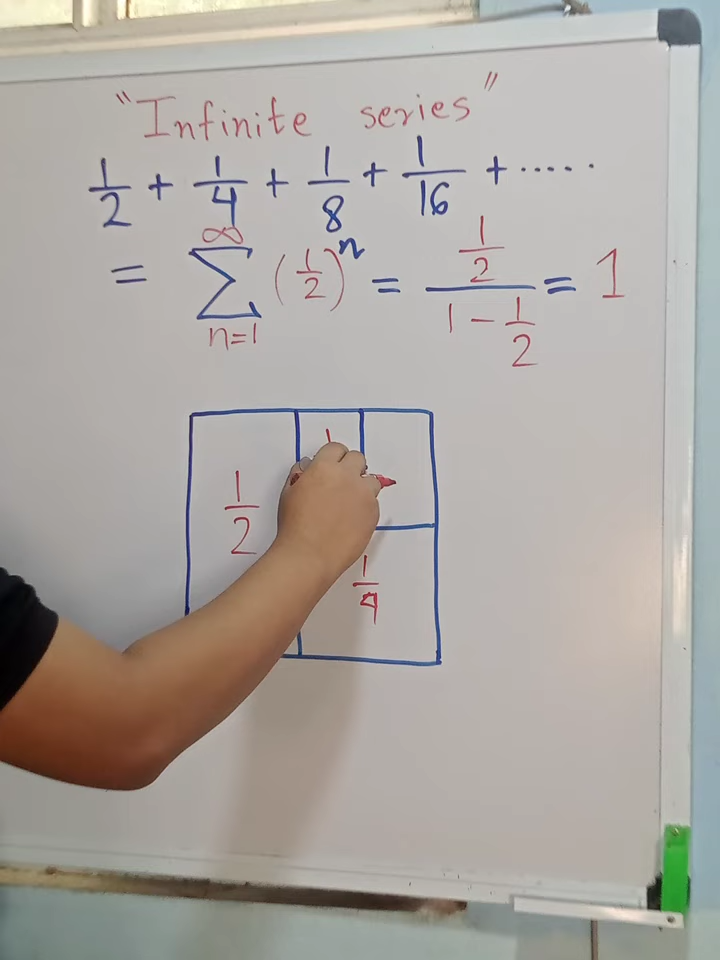 "Infinite series"
1/2 + 1/4 + 1/8 + 1/16 + .....
= ∑_{n=1}^{∞} (1/2)^n = (1/2)/(1 - 1/2) = 1
1/2
1/4